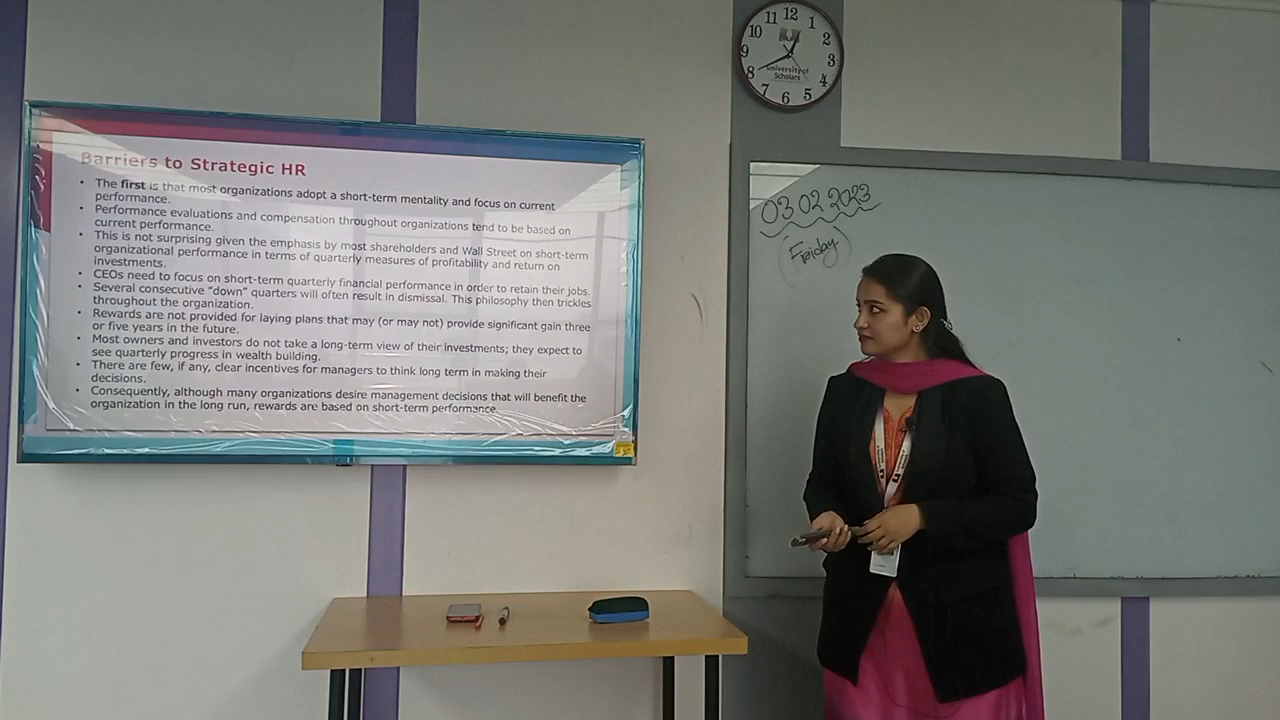 Barriers to Strategic HR
• The first is that most organizations adopt a short-term mentality and focus on current
performance.
• Performance evaluations and compensation throughout organizations tend to be based on
current performance.
• This is not surprising given the emphasis by most shareholders and Wall Street on short-term
organizational performance in terms of quarterly measures of profitability and return on
investments.
• CEOs need to focus on short-term quarterly financial performance in order to retain their jobs.
• Several consecutive “down” quarters will often result in dismissal. This philosophy then trickles
throughout the organization.
• Rewards are not provided for laying plans that may (or may not) provide significant gain three
or five years in the future.
• Most owners and investors do not take a long-term view of their investments; they expect to
see quarterly progress in wealth building.
• There are few, if any, clear incentives for managers to think long term in making their
decisions.
• Consequently, although many organizations desire management decisions that will benefit the
organization in the long run, rewards are based on short-term performance.
12
11 1
10 2
9 3
8 4
7 5
6
University of
Scholars
03 02 2023
(Friday)